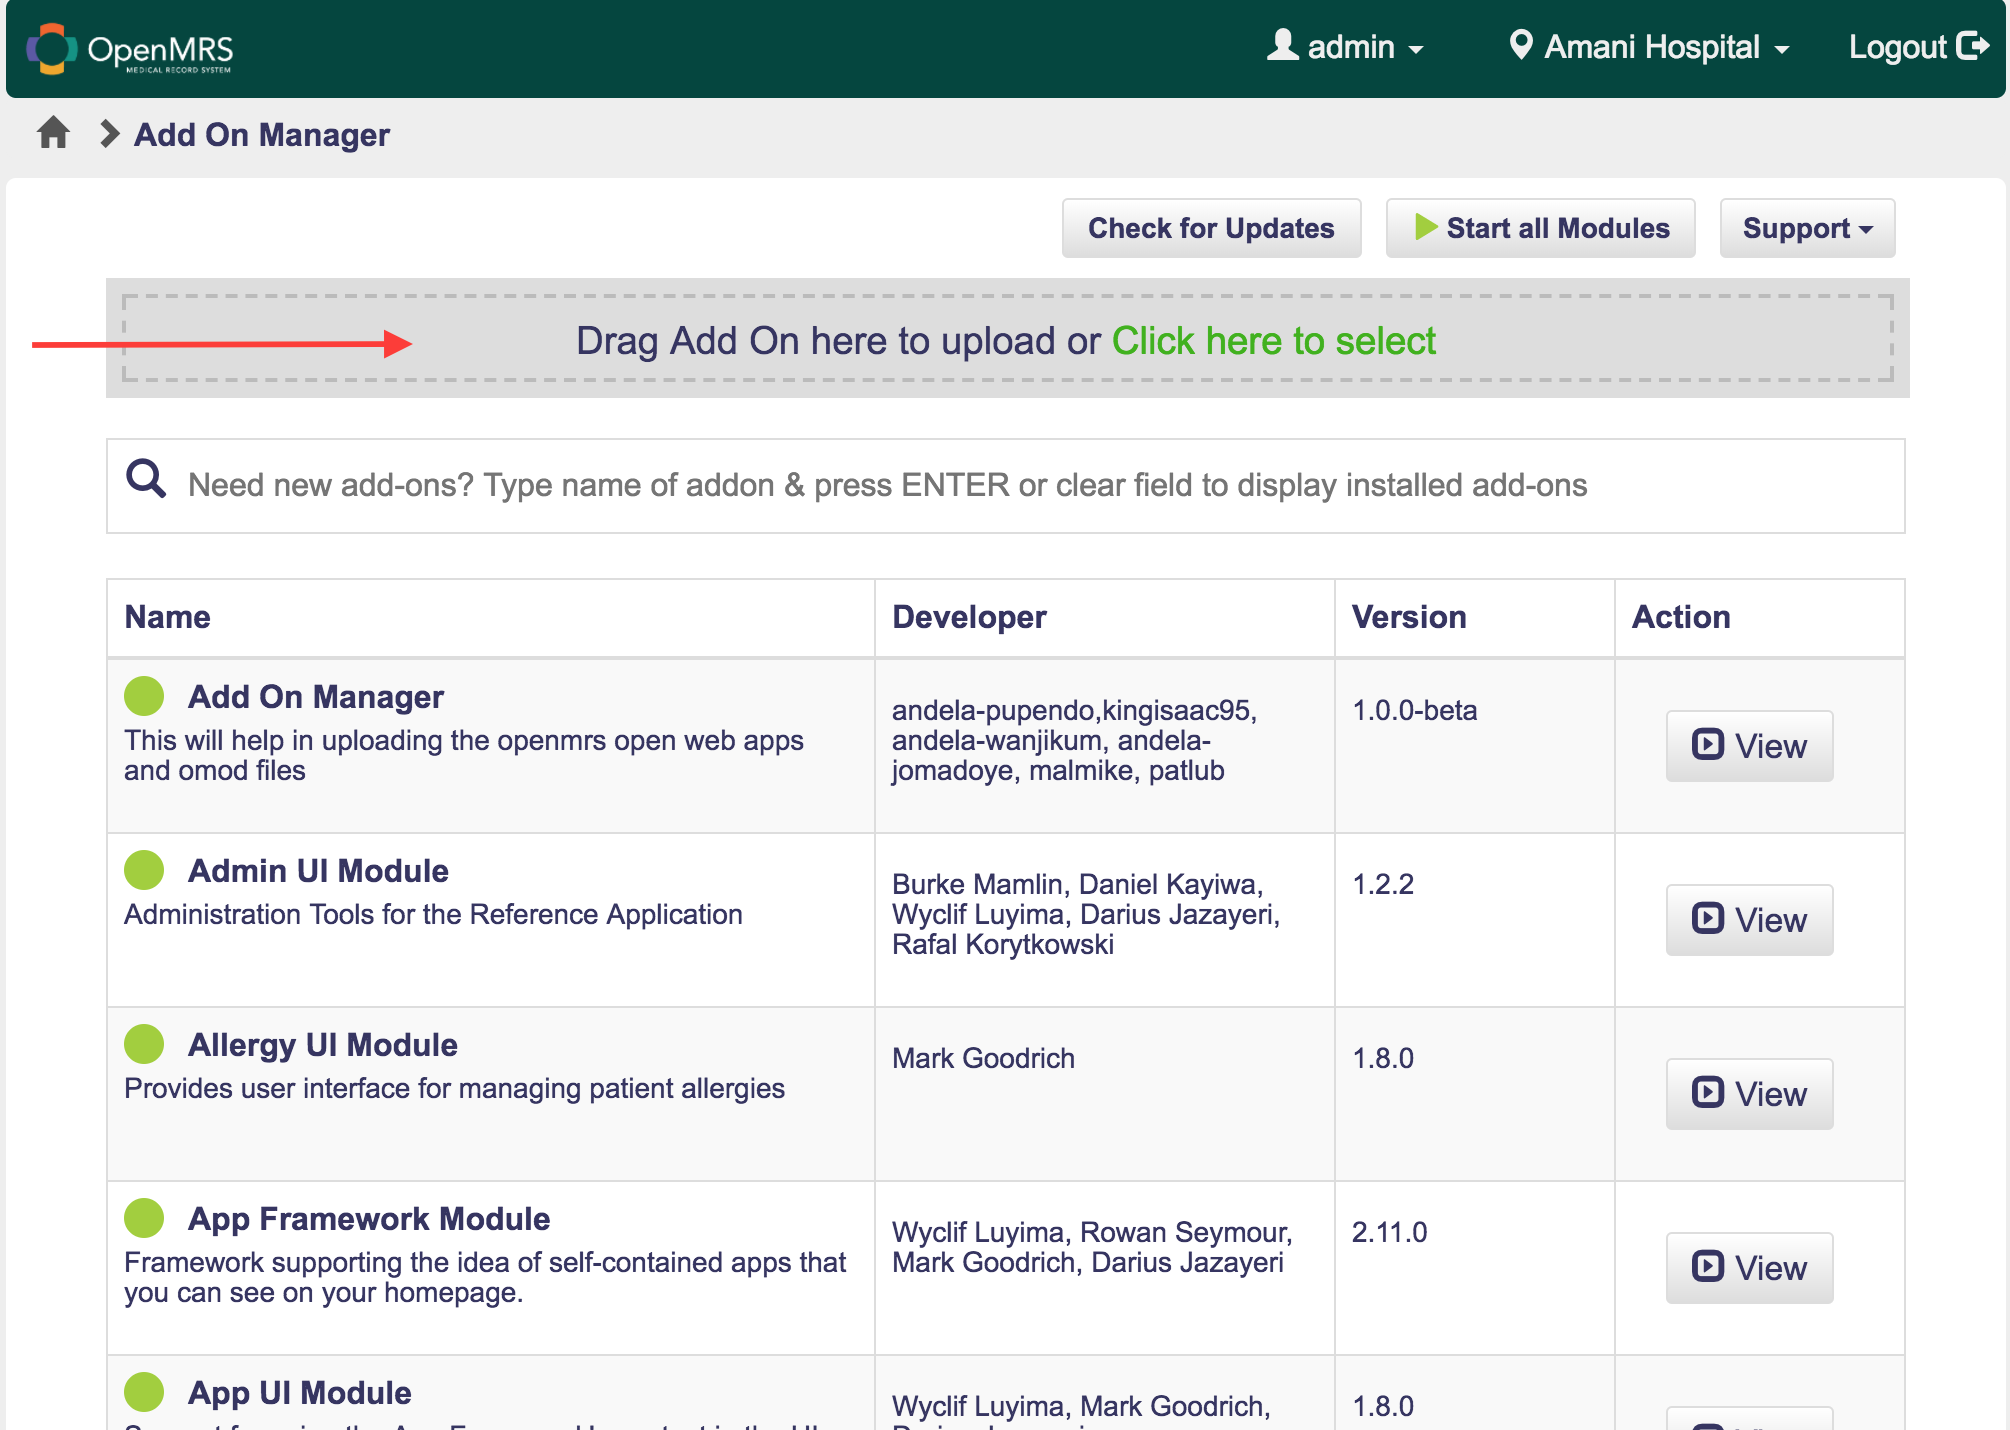 OpenMRS
MEDICAL RECORD SYSTEM
admin
Amani Hospital
Logout
Add On Manager
Check for Updates
Start all Modules
Support
Drag Add On here to upload or Click here to select
Need new add-ons? Type name of addon & press ENTER or clear field to display installed add-ons
Name
Developer
Version
Action
Add On Manager
This will help in uploading the openmrs open web apps
and omod files
andela-pupendo,kingisaac95,
andela-wanjikum, andela-
jomadoye, malmike, patlub
1.0.0-beta
View
Admin UI Module
Administration Tools for the Reference Application
Burke Mamlin, Daniel Kayiwa,
Wyclif Luyima, Darius Jazayeri,
Rafal Korytkowski
1.2.2
View
Allergy UI Module
Provides user interface for managing patient allergies
Mark Goodrich
1.8.0
View
App Framework Module
Framework supporting the idea of self-contained apps that
you can see on your homepage.
Wyclif Luyima, Rowan Seymour,
Mark Goodrich, Darius Jazayeri
2.11.0
View
App UI Module
Wyclif Luyima, Mark Goodrich,
1.8.0